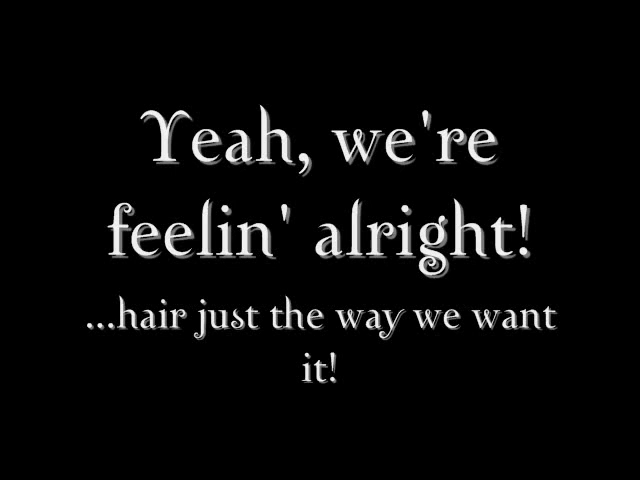 Yeah, we're
feelin' alright!
...hair just the way we want
it!